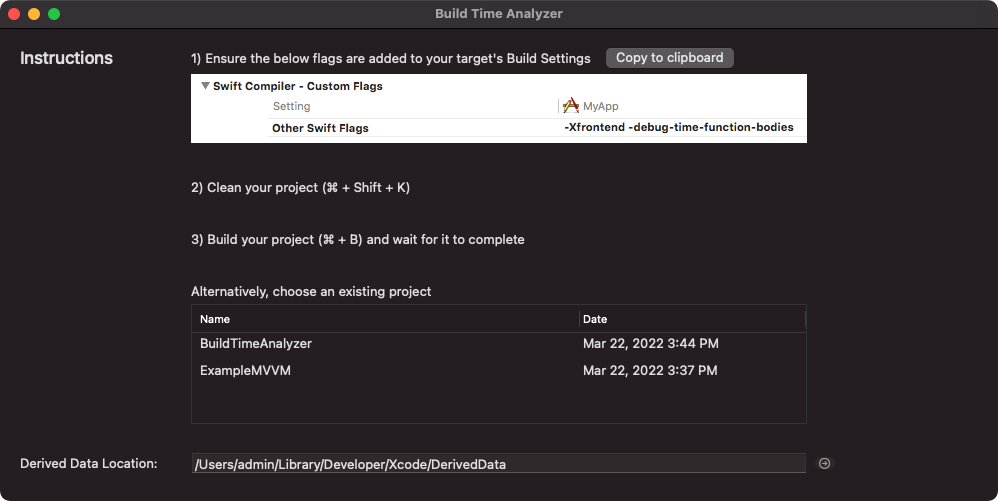 Build Time Analyzer
Instructions
1) Ensure the below flags are added to your target's Build Settings
Copy to clipboard
Swift Compiler - Custom Flags
Setting
MyApp
Other Swift Flags
-Xfrontend -debug-time-function-bodies
2) Clean your project (⌘ + Shift + K)
3) Build your project (⌘ + B) and wait for it to complete
Alternatively, choose an existing project
Name
Date
BuildTimeAnalyzer
Mar 22, 2022 3:44 PM
ExampleMVVM
Mar 22, 2022 3:37 PM
Derived Data Location:
/Users/admin/Library/Developer/Xcode/DerivedData